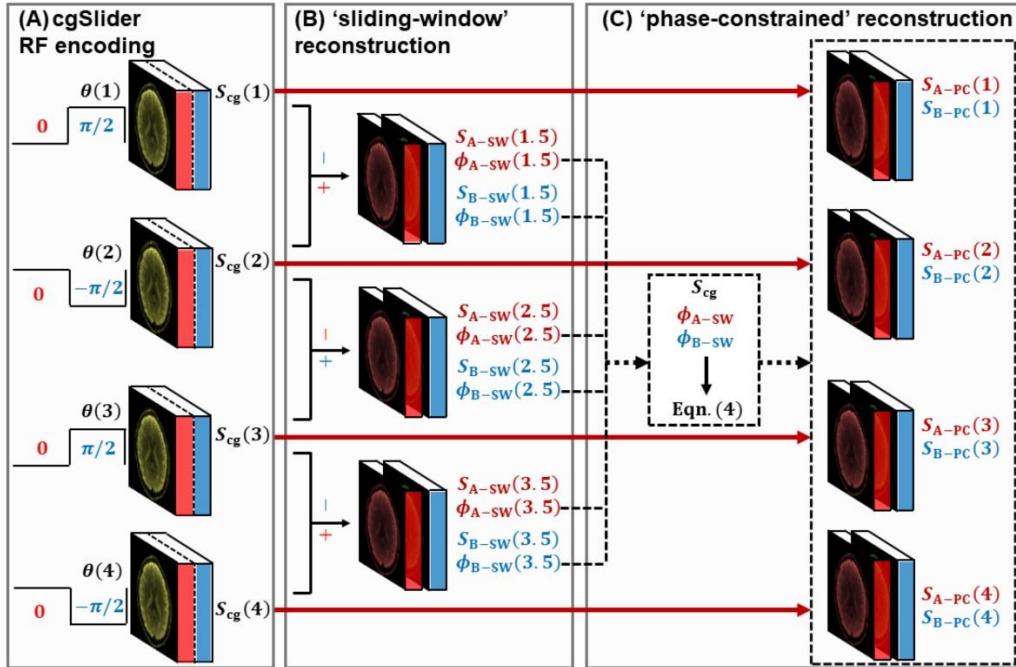 (A) cgSlider
RF encoding
θ(1)
0
π/2
S_cg(1)
θ(2)
0
−π/2
S_cg(2)
θ(3)
0
π/2
S_cg(3)
θ(4)
0
−π/2
S_cg(4)
(B) ‘sliding-window’
reconstruction
−
+
S_A−SW(1.5)
ϕ_A−SW(1.5)
S_B−SW(1.5)
ϕ_B−SW(1.5)
−
+
S_A−SW(2.5)
ϕ_A−SW(2.5)
S_B−SW(2.5)
ϕ_B−SW(2.5)
−
+
S_A−SW(3.5)
ϕ_A−SW(3.5)
S_B−SW(3.5)
ϕ_B−SW(3.5)
(C) ‘phase-constrained’ reconstruction
S_cg
ϕ_A−SW
ϕ_B−SW
Eqn. (4)
S_A−PC(1)
S_B−PC(1)
S_A−PC(2)
S_B−PC(2)
S_A−PC(3)
S_B−PC(3)
S_A−PC(4)
S_B−PC(4)